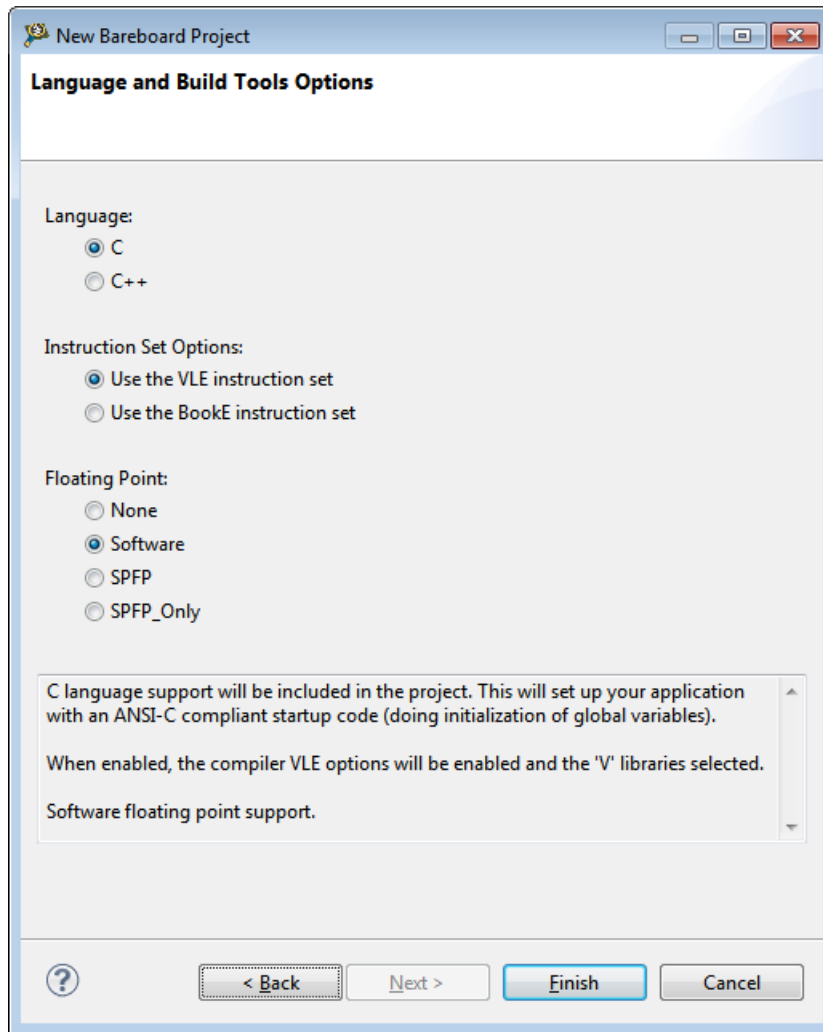 New Bareboard Project
Language and Build Tools Options
Language:
C
C++
Instruction Set Options:
Use the VLE instruction set
Use the BookE instruction set
Floating Point:
None
Software
SPFP
SPFP_Only
C language support will be included in the project. This will set up your application
with an ANSI-C compliant startup code (doing initialization of global variables).
When enabled, the compiler VLE options will be enabled and the 'V' libraries selected.
Software floating point support.
?
< Back
Next >
Finish
Cancel